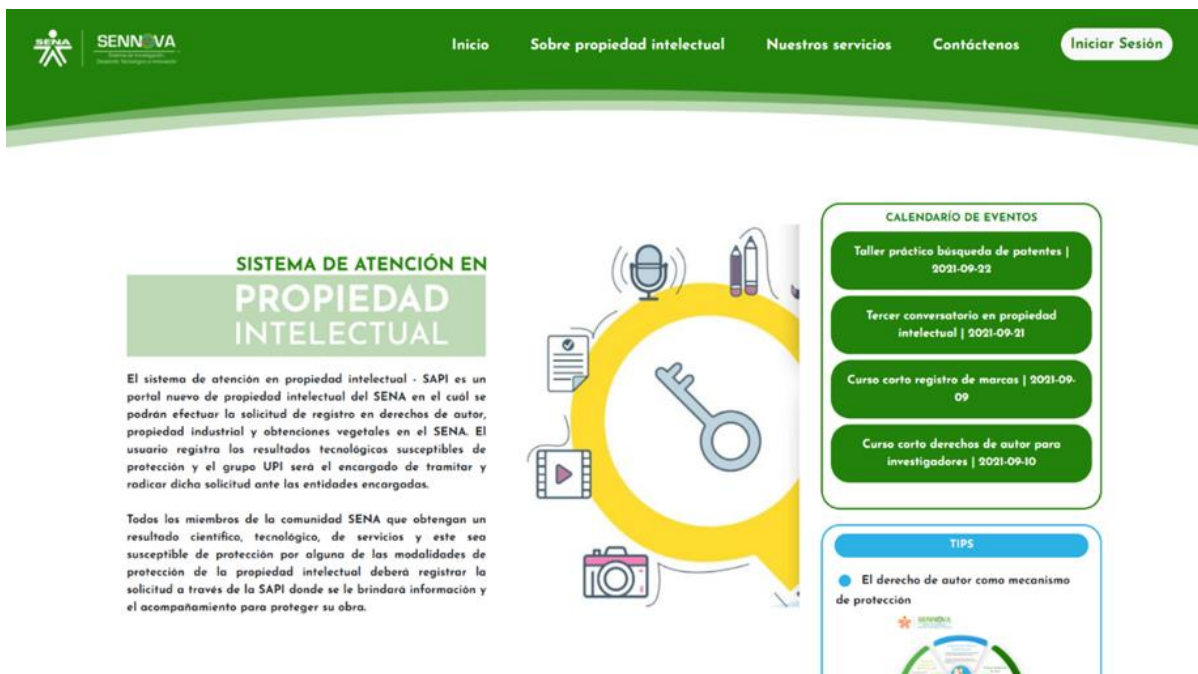 SENA
SENNOVA
Sistema de Investigación,
Desarrollo Tecnológico e Innovación
Inicio
Sobre propiedad intelectual
Nuestros servicios
Contáctenos
Iniciar Sesión
SISTEMA DE ATENCIÓN EN
PROPIEDAD
INTELECTUAL
El sistema de atención en propiedad intelectual - SAPI es un
portal nuevo de propiedad intelectual del SENA en el cuál se
podrán efectuar la solicitud de registro en derechos de autor,
propiedad industrial y obtenciones vegetales en el SENA. El
usuario registra los resultados tecnológicos susceptibles de
protección y el grupo UPI será el encargado de tramitar y
radicar dicha solicitud ante las entidades encargadas.
Todos los miembros de la comunidad SENA que obtengan un
resultado científico, tecnológico, de servicios y este sea
susceptible de protección por alguna de las modalidades de
protección de la propiedad intelectual deberá registrar la
solicitud a través de la SAPI donde se le brindará información y
el acompañamiento para proteger su obra.
CALENDARÍO DE EVENTOS
Taller práctico búsqueda de patentes |
2021-09-22
Tercer conversatorio en propiedad
intelectual | 2021-09-21
Curso corto registro de marcas | 2021-09-
09
Curso corto derechos de autor para
investigadores | 2021-09-10
TIPS
El derecho de autor como mecanismo
de protección
SENNOVA